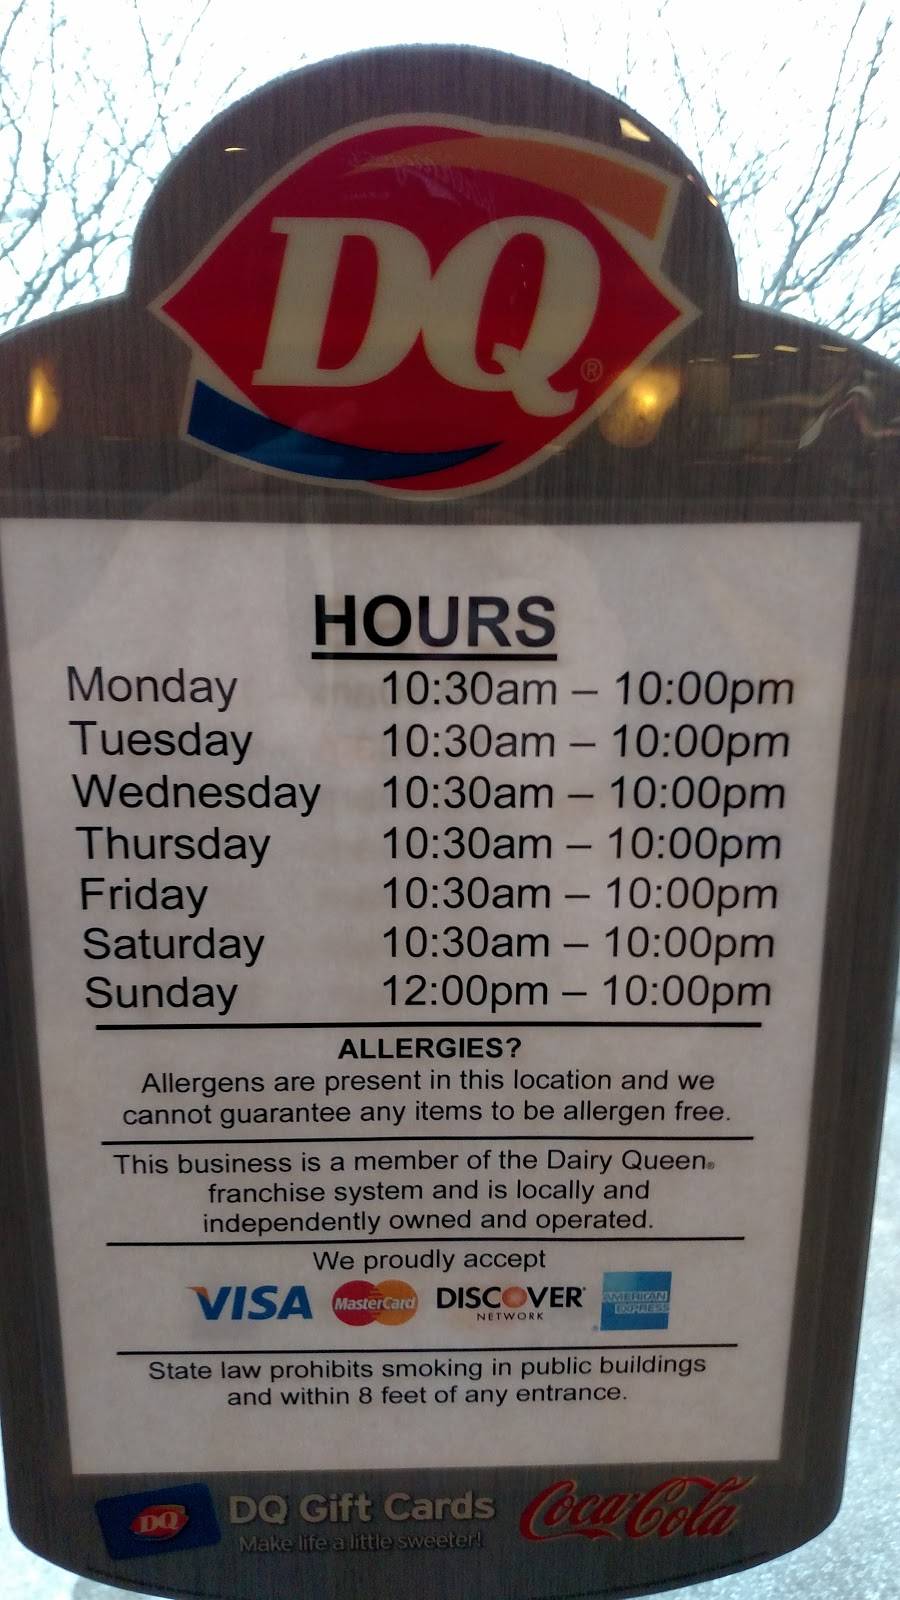 DQ®
HOURS
Monday 10:30am – 10:00pm
Tuesday 10:30am – 10:00pm
Wednesday 10:30am – 10:00pm
Thursday 10:30am – 10:00pm
Friday 10:30am – 10:00pm
Saturday 10:30am – 10:00pm
Sunday 12:00pm – 10:00pm
ALLERGIES?
Allergens are present in this location and we
cannot guarantee any items to be allergen free.
This business is a member of the Dairy Queen®
franchise system and is locally and
independently owned and operated.
We proudly accept
VISA MasterCard DISCOVER AMERICAN
NETWORK EXPRESS
State law prohibits smoking in public buildings
and within 8 feet of any entrance.
DQ DQ Gift Cards Coca-Cola
Make life a little sweeter!